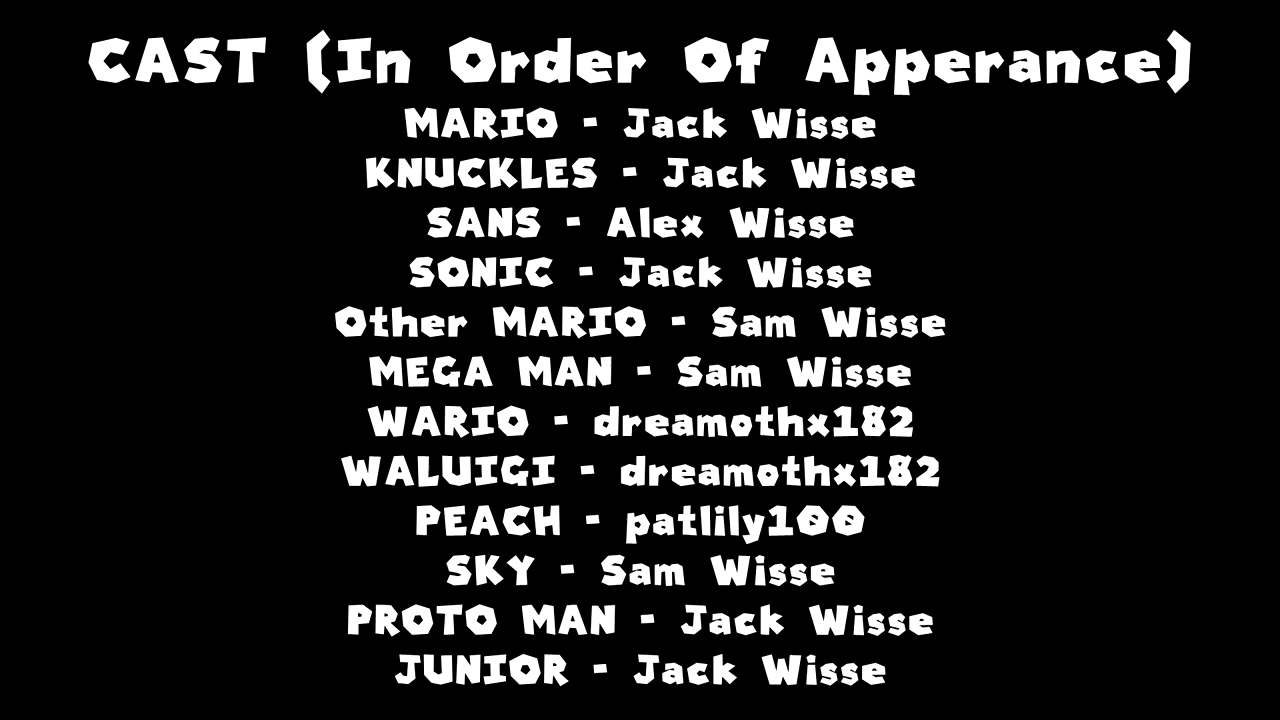 CAST (In Order Of Apperance)
MARIO - Jack Wisse
KNUCKLES - Jack Wisse
SANS - Alex Wisse
SONIC - Jack Wisse
Other MARIO - Sam Wisse
MEGA MAN - Sam Wisse
WARIO - dreamothx182
WALUIGI - dreamothx182
PEACH - patlily100
SKY - Sam Wisse
PROTO MAN - Jack Wisse
JUNIOR - Jack Wisse